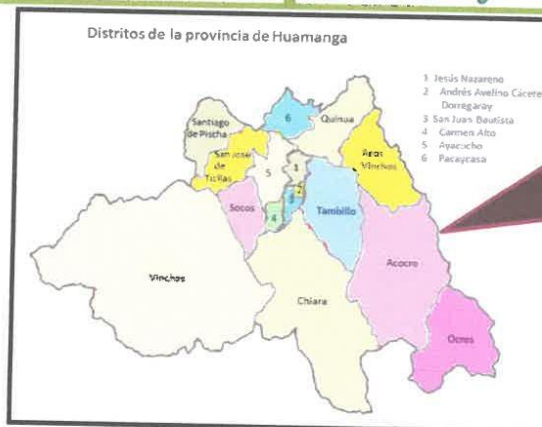 Distritos de la provincia de Huamanga
1 Jesús Nazareno
2 Andrés Avelino Cácere
Dorregaray
3 San Juan Bautista
4 Carmen Alto
5 Ayacucho
6 Pacaycasa
6
Quinua
Santiago
de Pischa
San José
de
Ticllas
5
1
Acos
Vinchos
2
3
4
Socos
Tambillo
Vinchos
Acocro
Chiara
Ocros